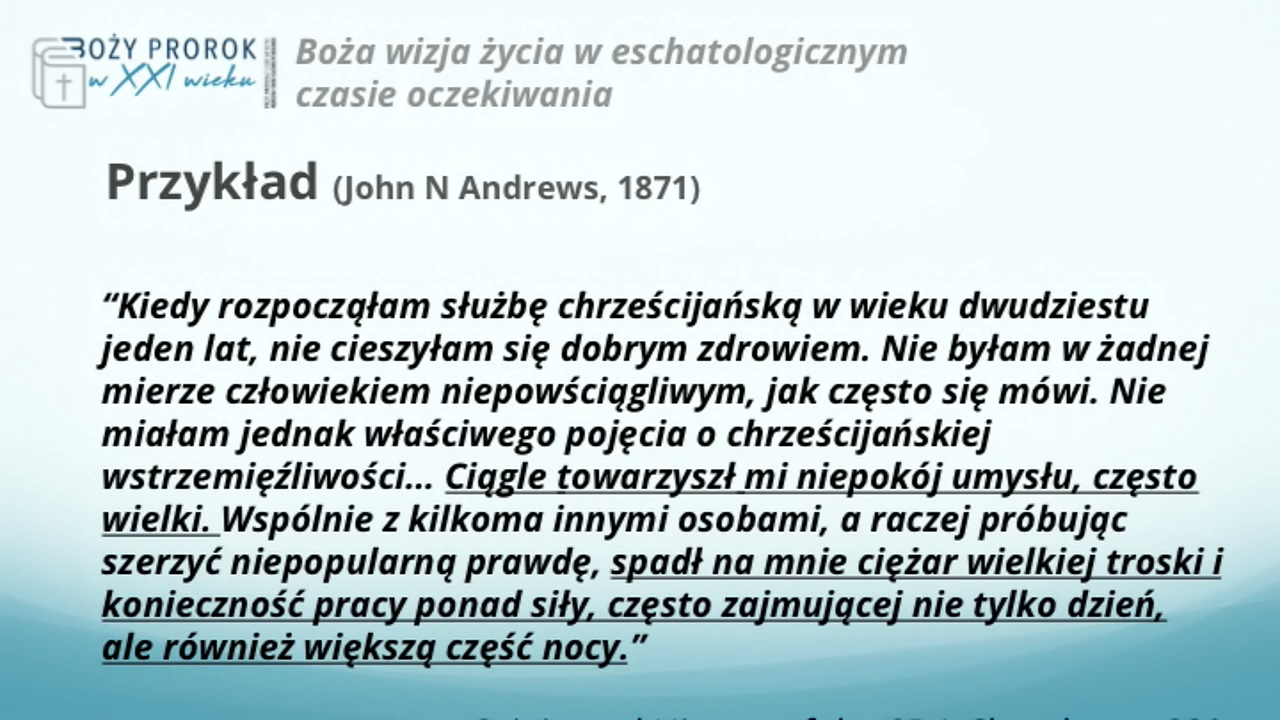 BOŻY PROROK
w XXI wieku
Boża wizja życia w eschatologicznym
czasie oczekiwania
Przykład (John N Andrews, 1871)
“Kiedy rozpocząłam służbę chrześcijańską w wieku dwudziestu
jeden lat, nie cieszyłam się dobrym zdrowiem. Nie byłam w żadnej
mierze człowiekiem niepowściągliwym, jak często się mówi. Nie
miałam jednak właściwego pojęcia o chrześcijańskiej
wstrzemięźliwości... Ciągle towarzyszł mi niepokój umysłu, często
wielki. Wspólnie z kilkoma innymi osobami, a raczej próbując
szerzyć niepopularną prawdę, spadł na mnie ciężar wielkiej troski i
konieczność pracy ponad siły, często zajmującej nie tylko dzień,
ale również większą część nocy.”